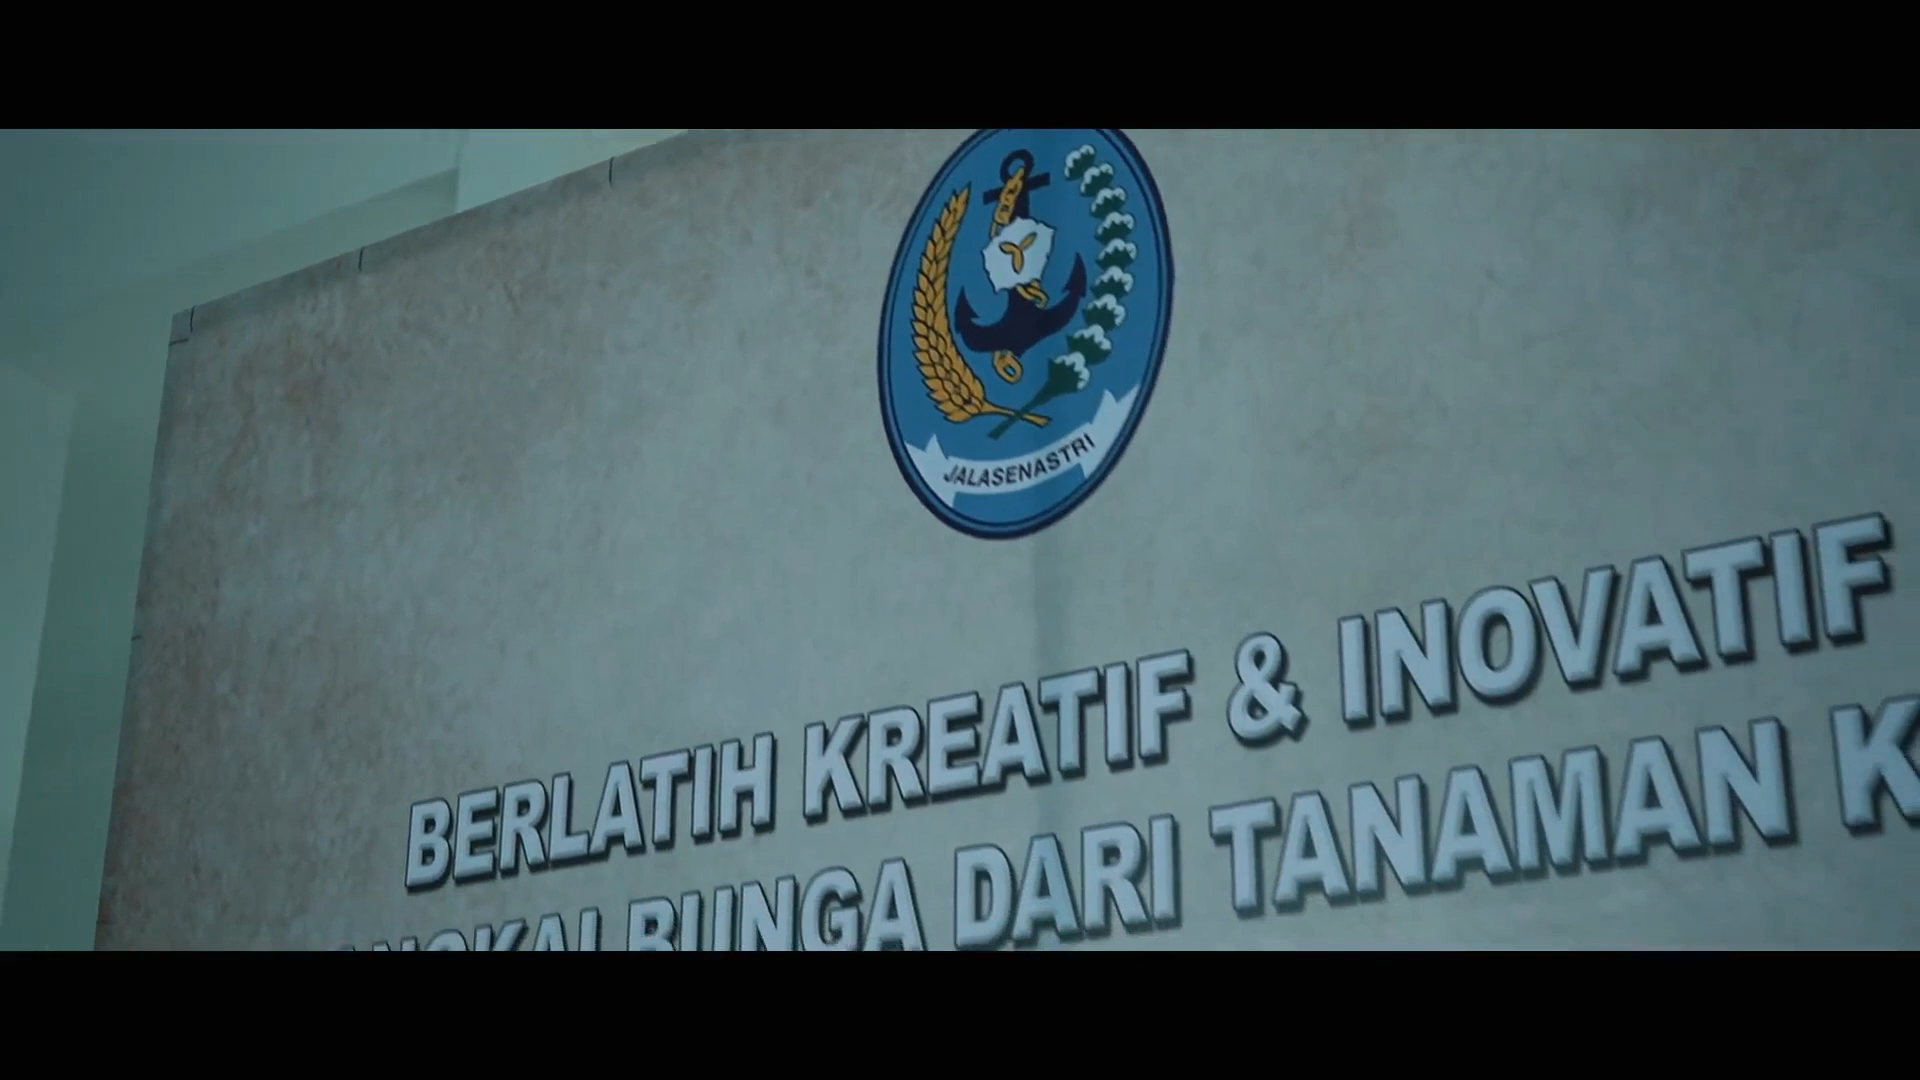 JALASENASTRI
BERLATIH KREATIF & INOVATIF
BUNGA DARI TANAMAN